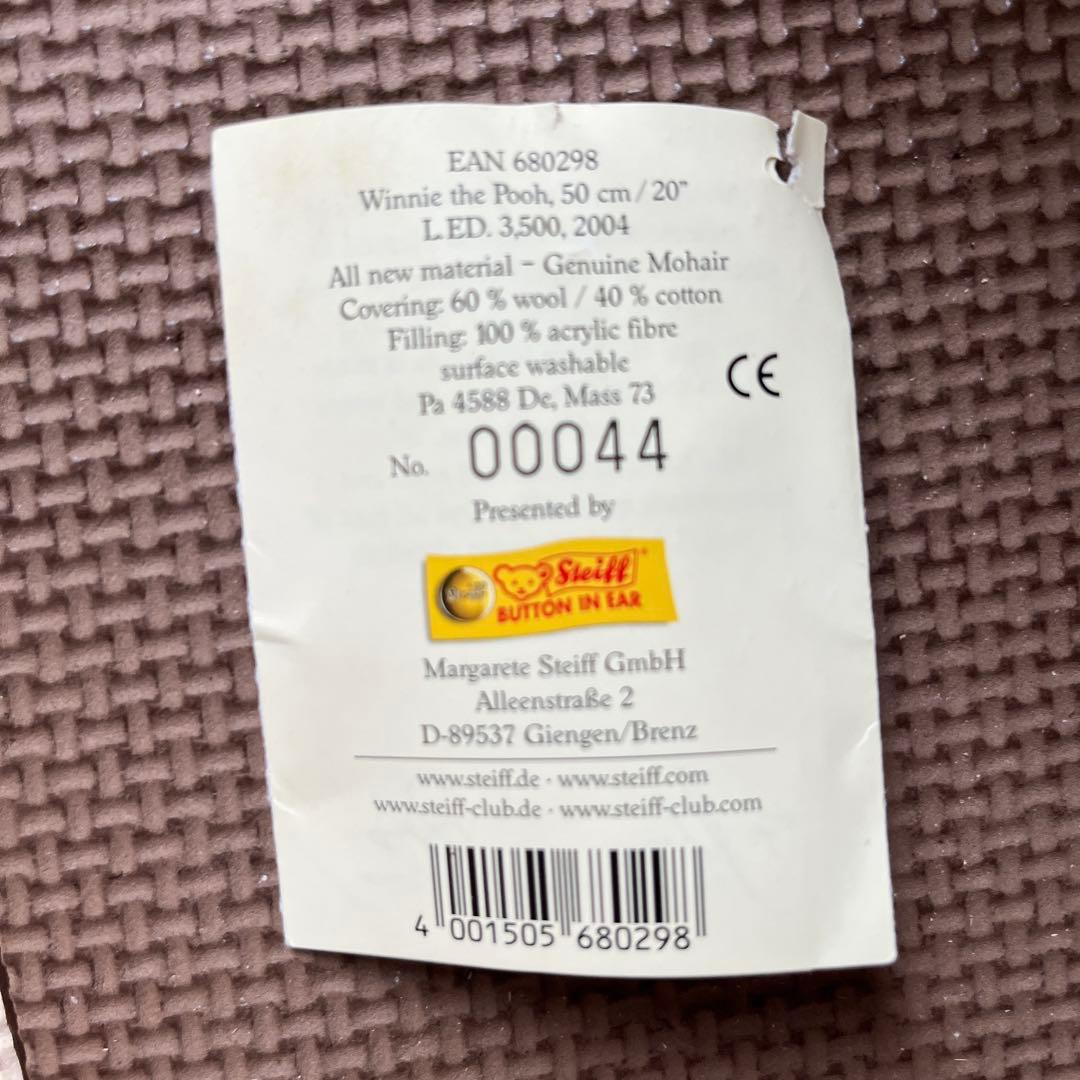 EAN 680298
Winnie the Pooh, 50 cm / 20”
L.ED. 3,500, 2004
All new material – Genuine Mohair
Covering: 60 % wool / 40 % cotton
Filling: 100 % acrylic fibre
surface washable
Pa 4588 De, Mass 73
CE
No. 00044
Presented by
Steiff
BUTTON IN EAR
Margarete Steiff GmbH
Alleenstraße 2
D-89537 Giengen/Brenz
www.steiff.de · www.steiff.com
www.steiff-club.de · www.steiff-club.com
4 001505 680298